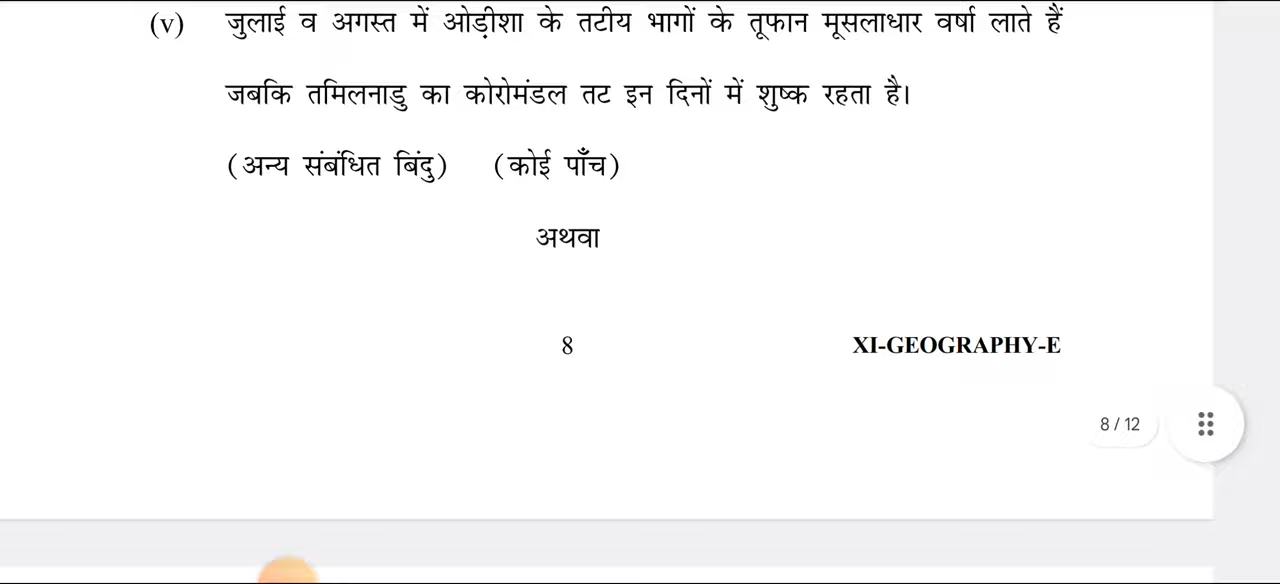 (v) जुलाई व अगस्त में ओड़ीशा के तटीय भागों के तूफान मूसलाधार वर्षा लाते हैं
जबकि तमिलनाडु का कोरोमंडल तट इन दिनों में शुष्क रहता है।
(अन्य संबंधित बिंदु) (कोई पाँच)
अथवा
8 XI-GEOGRAPHY-E
8 / 12